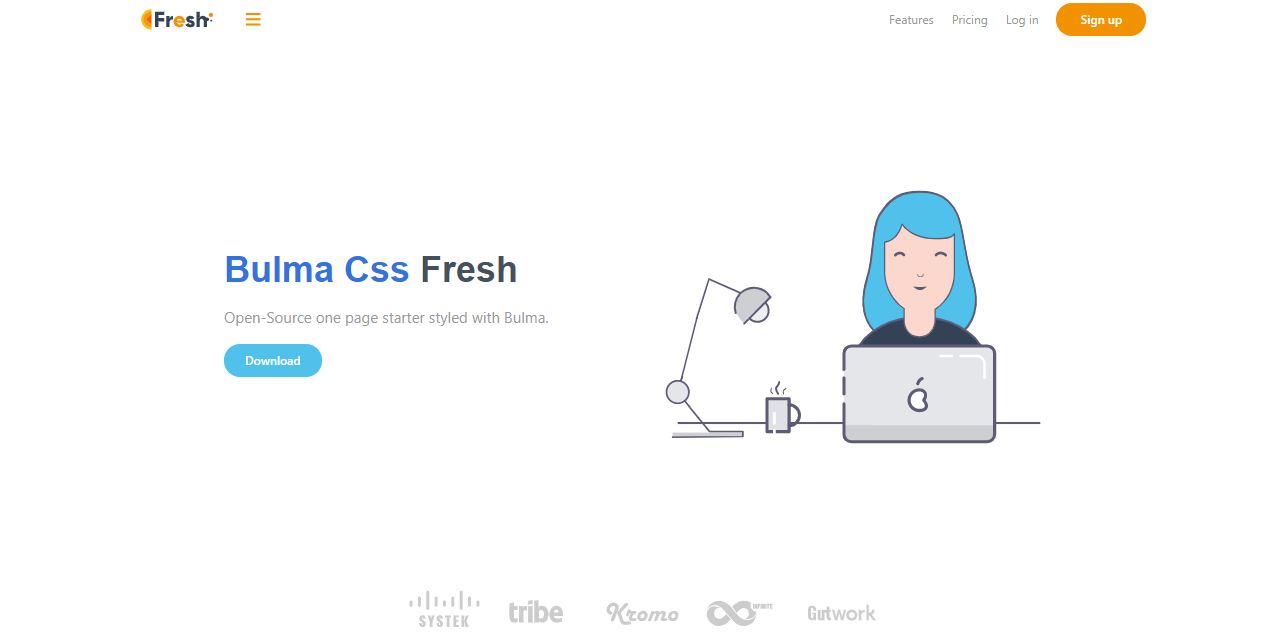 Fresh
Features Pricing Log in Sign up
Bulma Css Fresh
Open-Source one page starter styled with Bulma.
Download
SYSTEK tribe Kromo INFINITE Gutwork